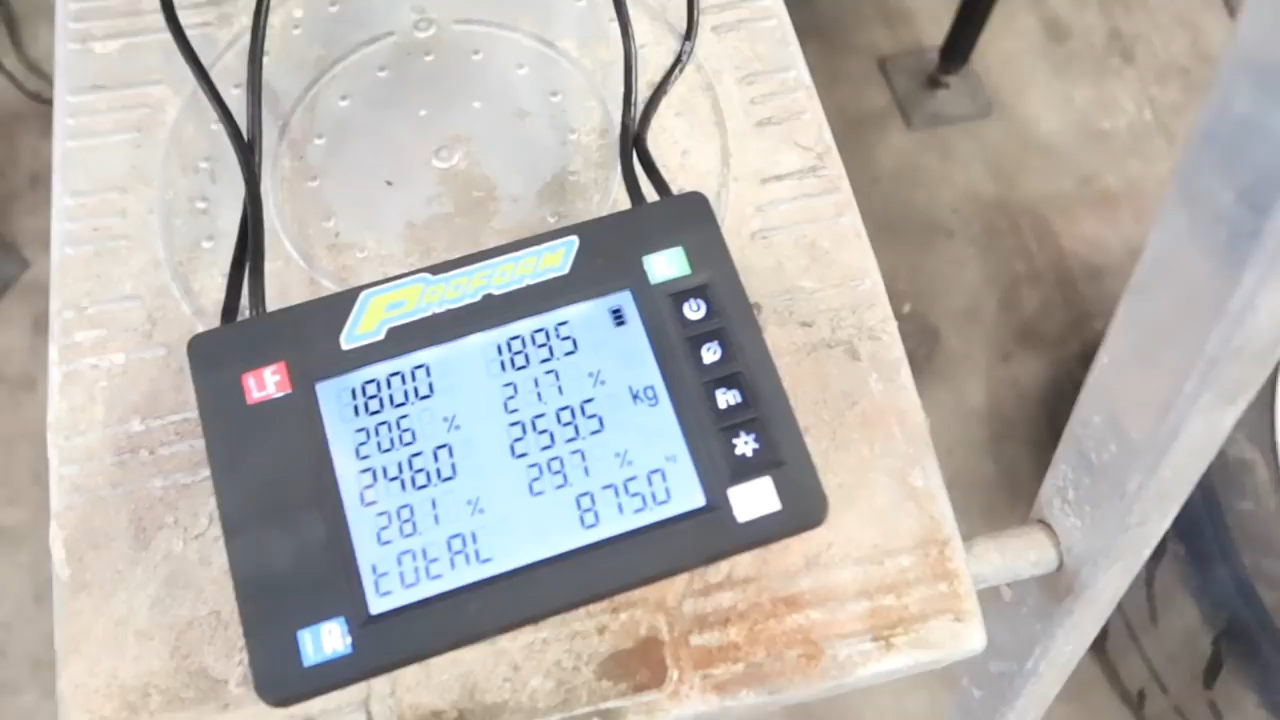 PROFORM
LF
180.0 189.5
20.6 % 21.7 %
kg
246.0 259.5
28.1 % 29.7 %
total 875.0
Fn